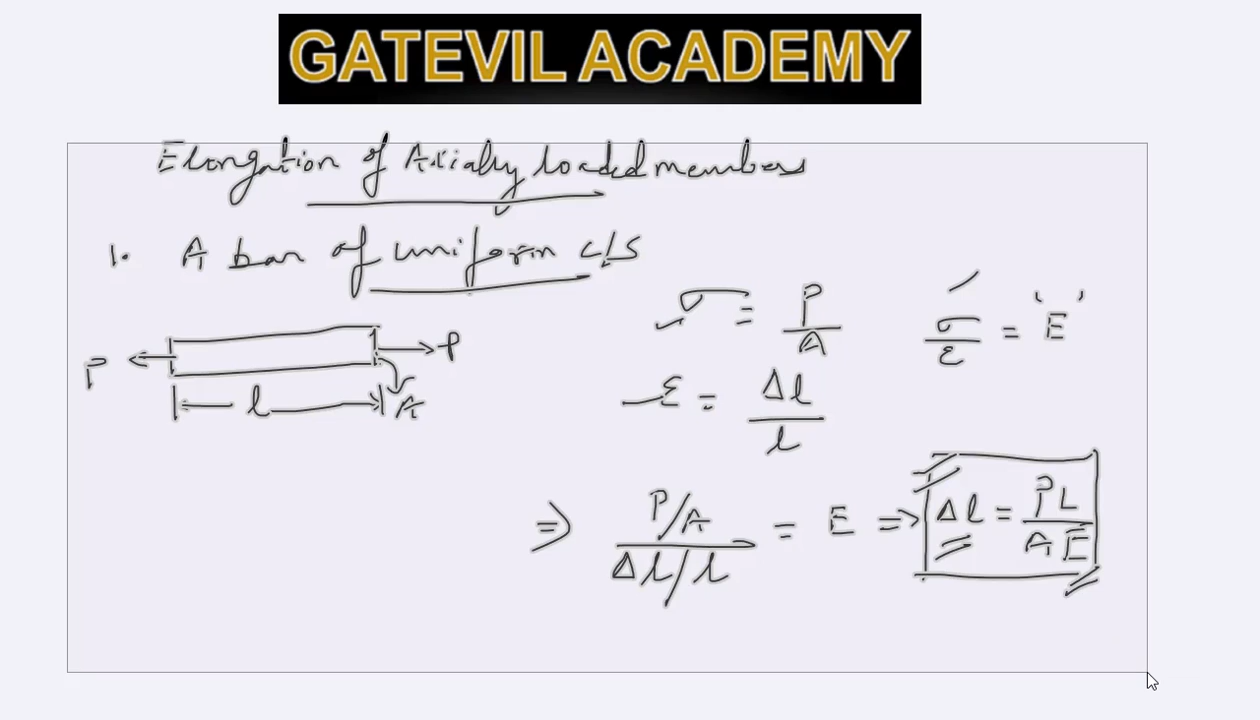 GATEVIL ACADEMY
Elongation of Axially loaded members
1. A bar of uniform c/s
σ = P/A
σ/ε = 'E'
P P
l A
ε = Δl/l
⇒ P/A / Δl/l = E ⇒ Δl = PL/AE